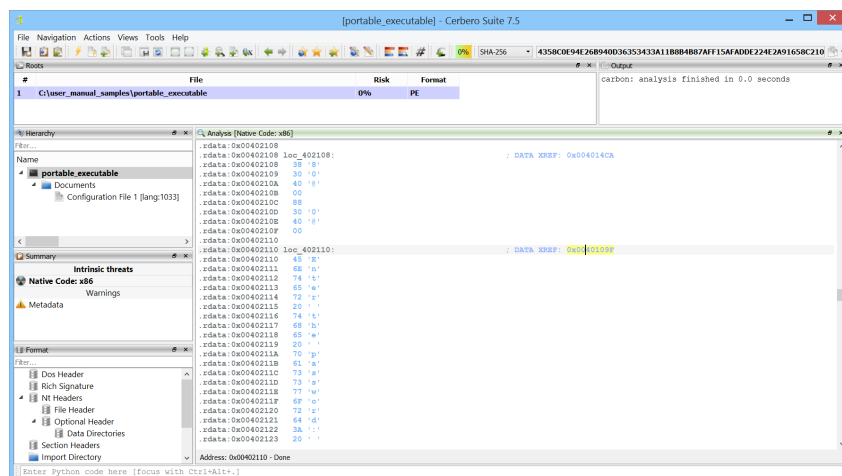 [portable_executable] - Cerbero Suite 7.5
File Navigation Actions Views Tools Help
0% SHA-256 4358C0E94E26B940D36353433A11B8B4B87AFF15AFADDE224E2A91658C210
Roots
# File Risk Format
1 C:\user_manual_samples\portable_executable 0% PE
Output
carbon: analysis finished in 0.0 seconds
Hierarchy
Filter...
Name
portable_executable
Documents
Configuration File 1 [lang:1033]
Summary
Intrinsic threats
Native Code: x86
Warnings
Metadata
Format
Filter...
Dos Header
Rich Signature
Nt Headers
File Header
Optional Header
Data Directories
Section Headers
Import Directory
Analysis [Native Code: x86]
.rdata:0x00402108
.rdata:0x00402108 loc_402108: ; DATA XREF: 0x004014CA
.rdata:0x00402108 38 '8'
.rdata:0x00402109 30 '0'
.rdata:0x0040210A 40 '@'
.rdata:0x0040210B 00
.rdata:0x0040210C 88
.rdata:0x0040210D 30 '0'
.rdata:0x0040210E 40 '@'
.rdata:0x0040210F 00
.rdata:0x00402110
.rdata:0x00402110 loc_402110: ; DATA XREF: 0x0040109F
.rdata:0x00402110 45 'E'
.rdata:0x00402111 6E 'n'
.rdata:0x00402112 74 't'
.rdata:0x00402113 65 'e'
.rdata:0x00402114 72 'r'
.rdata:0x00402115 20 ' '
.rdata:0x00402116 74 't'
.rdata:0x00402117 68 'h'
.rdata:0x00402118 65 'e'
.rdata:0x00402119 20 ' '
.rdata:0x0040211A 70 'p'
.rdata:0x0040211B 61 'a'
.rdata:0x0040211C 73 's'
.rdata:0x0040211D 73 's'
.rdata:0x0040211E 77 'w'
.rdata:0x0040211F 6F 'o'
.rdata:0x00402120 72 'r'
.rdata:0x00402121 64 'd'
.rdata:0x00402122 3A ':'
.rdata:0x00402123 20 ' '
Address: 0x00402110 - Done
Enter Python code here [focus with Ctrl+Alt+.]